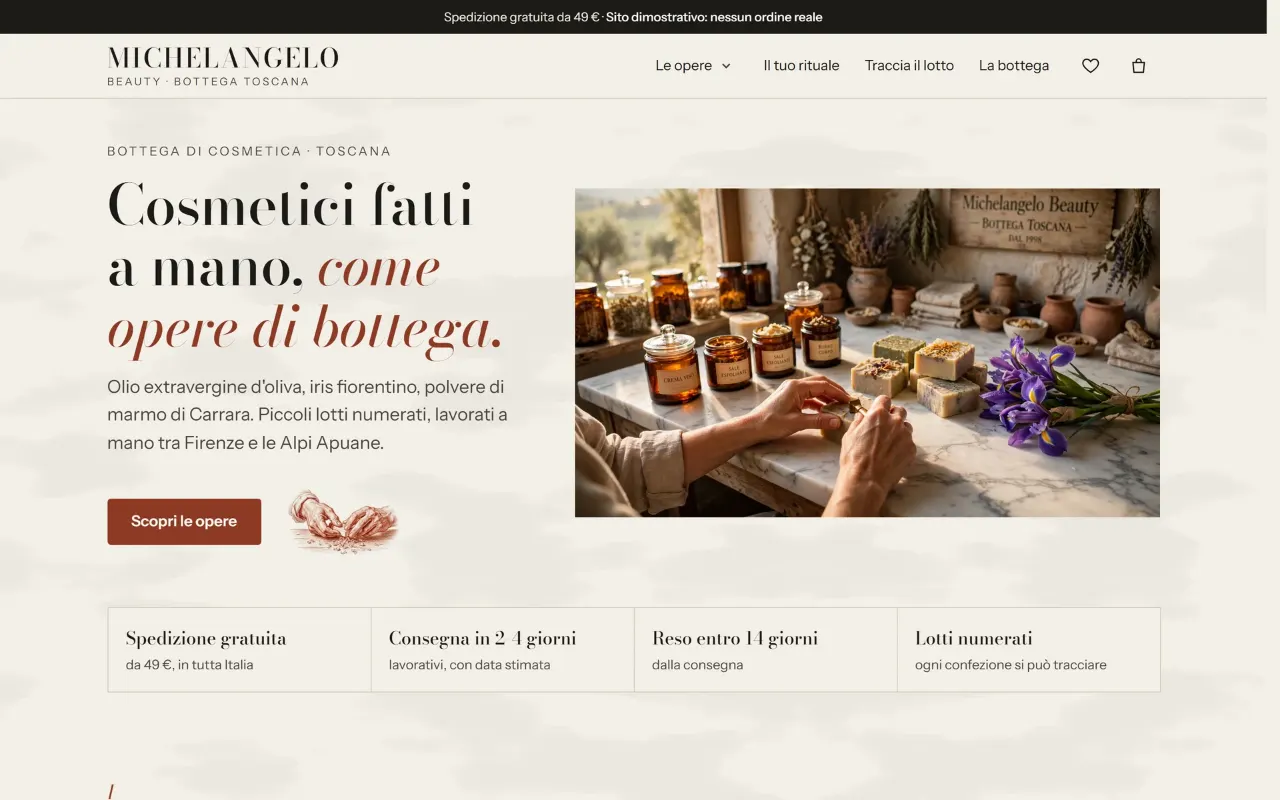 Spedizione gratuita da 49 € · Sito dimostrativo: nessun ordine reale
MICHELANGELO
BEAUTY · BOTTEGA TOSCANA
Le opere
Il tuo rituale
Traccia il lotto
La bottega
BOTTEGA DI COSMETICA · TOSCANA
Cosmetici fatti
a mano, come
opere di bottega.
Olio extravergine d'oliva, iris fiorentino, polvere di
marmo di Carrara. Piccoli lotti numerati, lavorati a
mano tra Firenze e le Alpi Apuane.
Scopri le opere
Michelangelo Beauty
— BOTTEGA TOSCANA —
DAL 1998
Spedizione gratuita
da 49 €, in tutta Italia
Consegna in 2-4 giorni
lavorativi, con data stimata
Reso entro 14 giorni
dalla consegna
Lotti numerati
ogni confezione si può tracciare